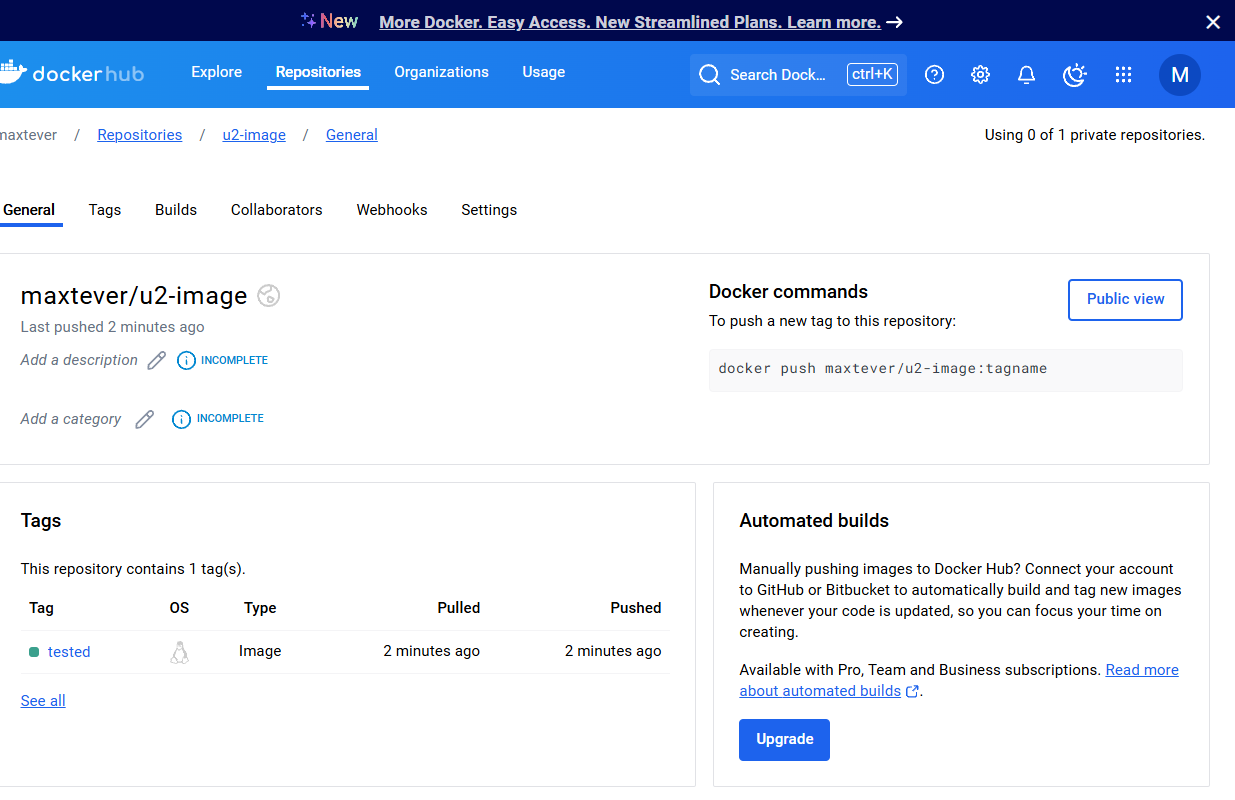 New More Docker. Easy Access. New Streamlined Plans. Learn more.
docker hub
Explore Repositories Organizations Usage
Search Dock... ctrl+K
M
/ Repositories / u2-image / General
Using 0 of 1 private repositories.
General Tags Builds Collaborators Webhooks Settings
maxtever/u2-image
Last pushed 2 minutes ago
Add a description INCOMPLETE
Add a category INCOMPLETE
Docker commands
Public view
To push a new tag to this repository:
docker push maxtever/u2-image:tagname
Tags
This repository contains 1 tag(s).
Tag OS Type Pulled Pushed
tested Image 2 minutes ago 2 minutes ago
See all
Automated builds
Manually pushing images to Docker Hub? Connect your account
to GitHub or Bitbucket to automatically build and tag new images
whenever your code is updated, so you can focus your time on
creating.
Available with Pro, Team and Business subscriptions. Read more
about automated builds.
Upgrade